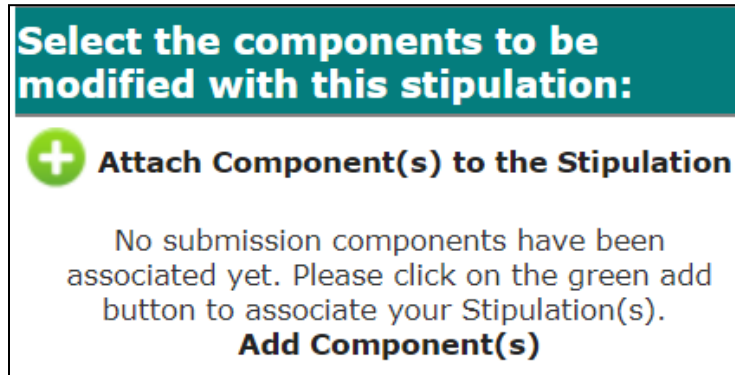 Select the components to be
modified with this stipulation:
Attach Component(s) to the Stipulation
No submission components have been
associated yet. Please click on the green add
button to associate your Stipulation(s).
Add Component(s)